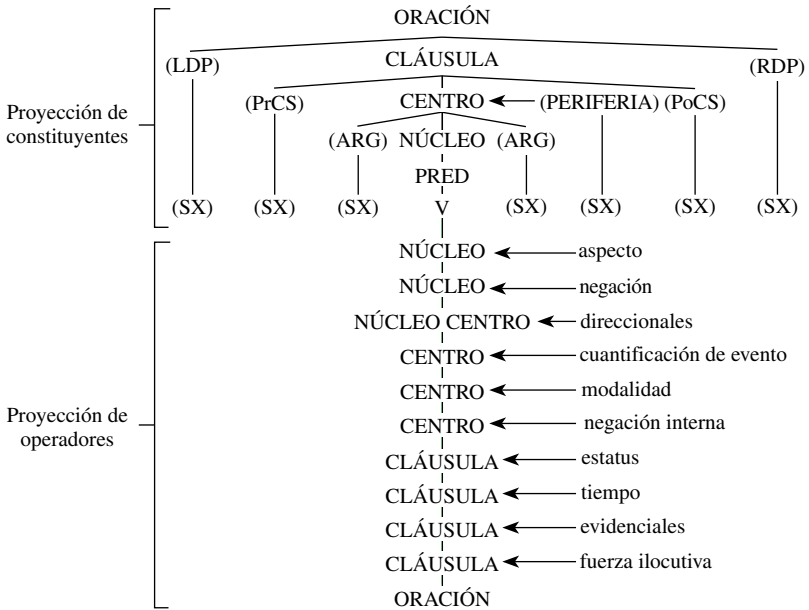 ORACIÓN
(LDP) CLÁUSULA (RDP)
(PrCS) CENTRO (PERIFERIA) (PoCS)
Proyección de
constituyentes
(ARG) NÚCLEO (ARG)
PRED
(SX) (SX) (SX) V (SX) (SX) (SX) (SX)
NÚCLEO aspecto
NÚCLEO negación
NÚCLEO CENTRO direccionales
CENTRO cuantificación de evento
CENTRO modalidad
Proyección de
operadores
CENTRO negación interna
CLÁUSULA estatus
CLÁUSULA tiempo
CLÁUSULA evidenciales
CLÁUSULA fuerza ilocutiva
ORACIÓN